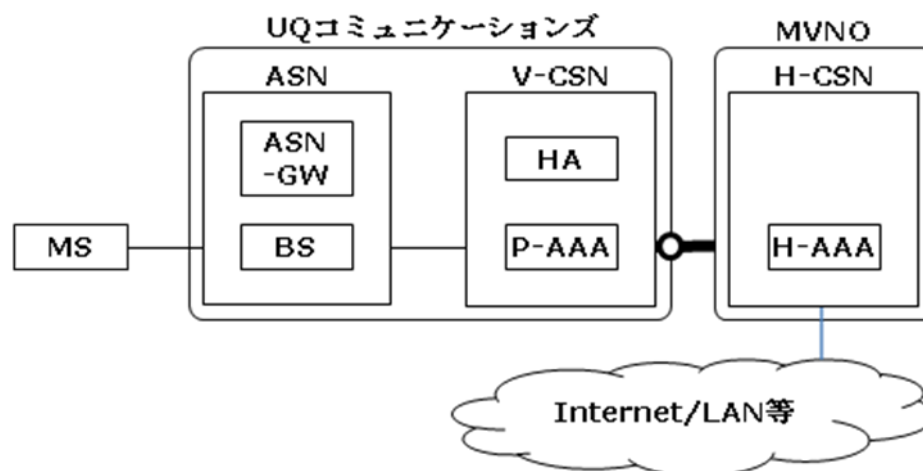 UQコミュニケーションズ
MVNO
ASN
V-CSN
H-CSN
ASN
-GW
HA
MS
BS
P-AAA
H-AAA
Internet/LAN等